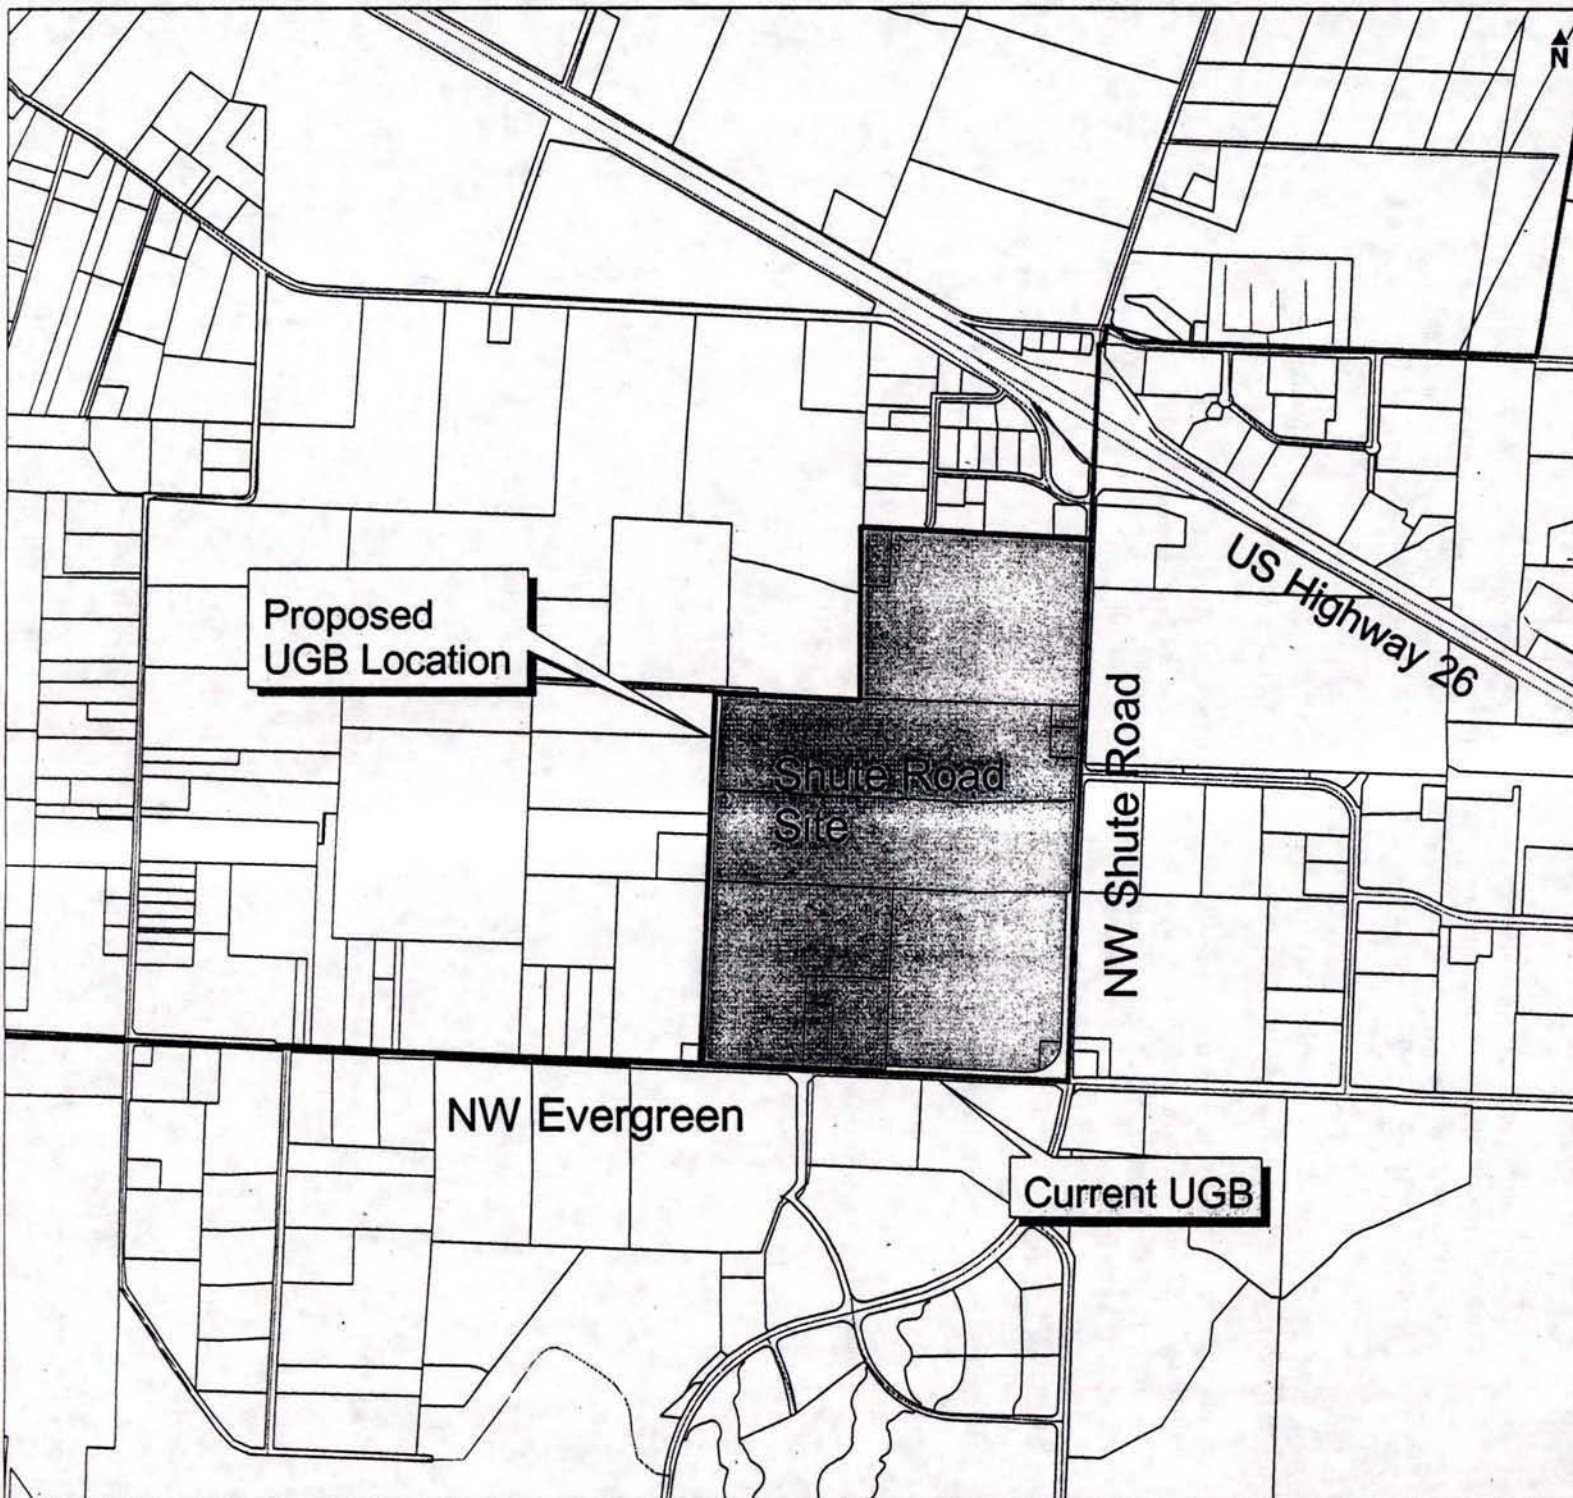 N
US Highway 26
Proposed
UGB Location
Shute Road
Site
NW Shute Road
NW Evergreen
Current UGB